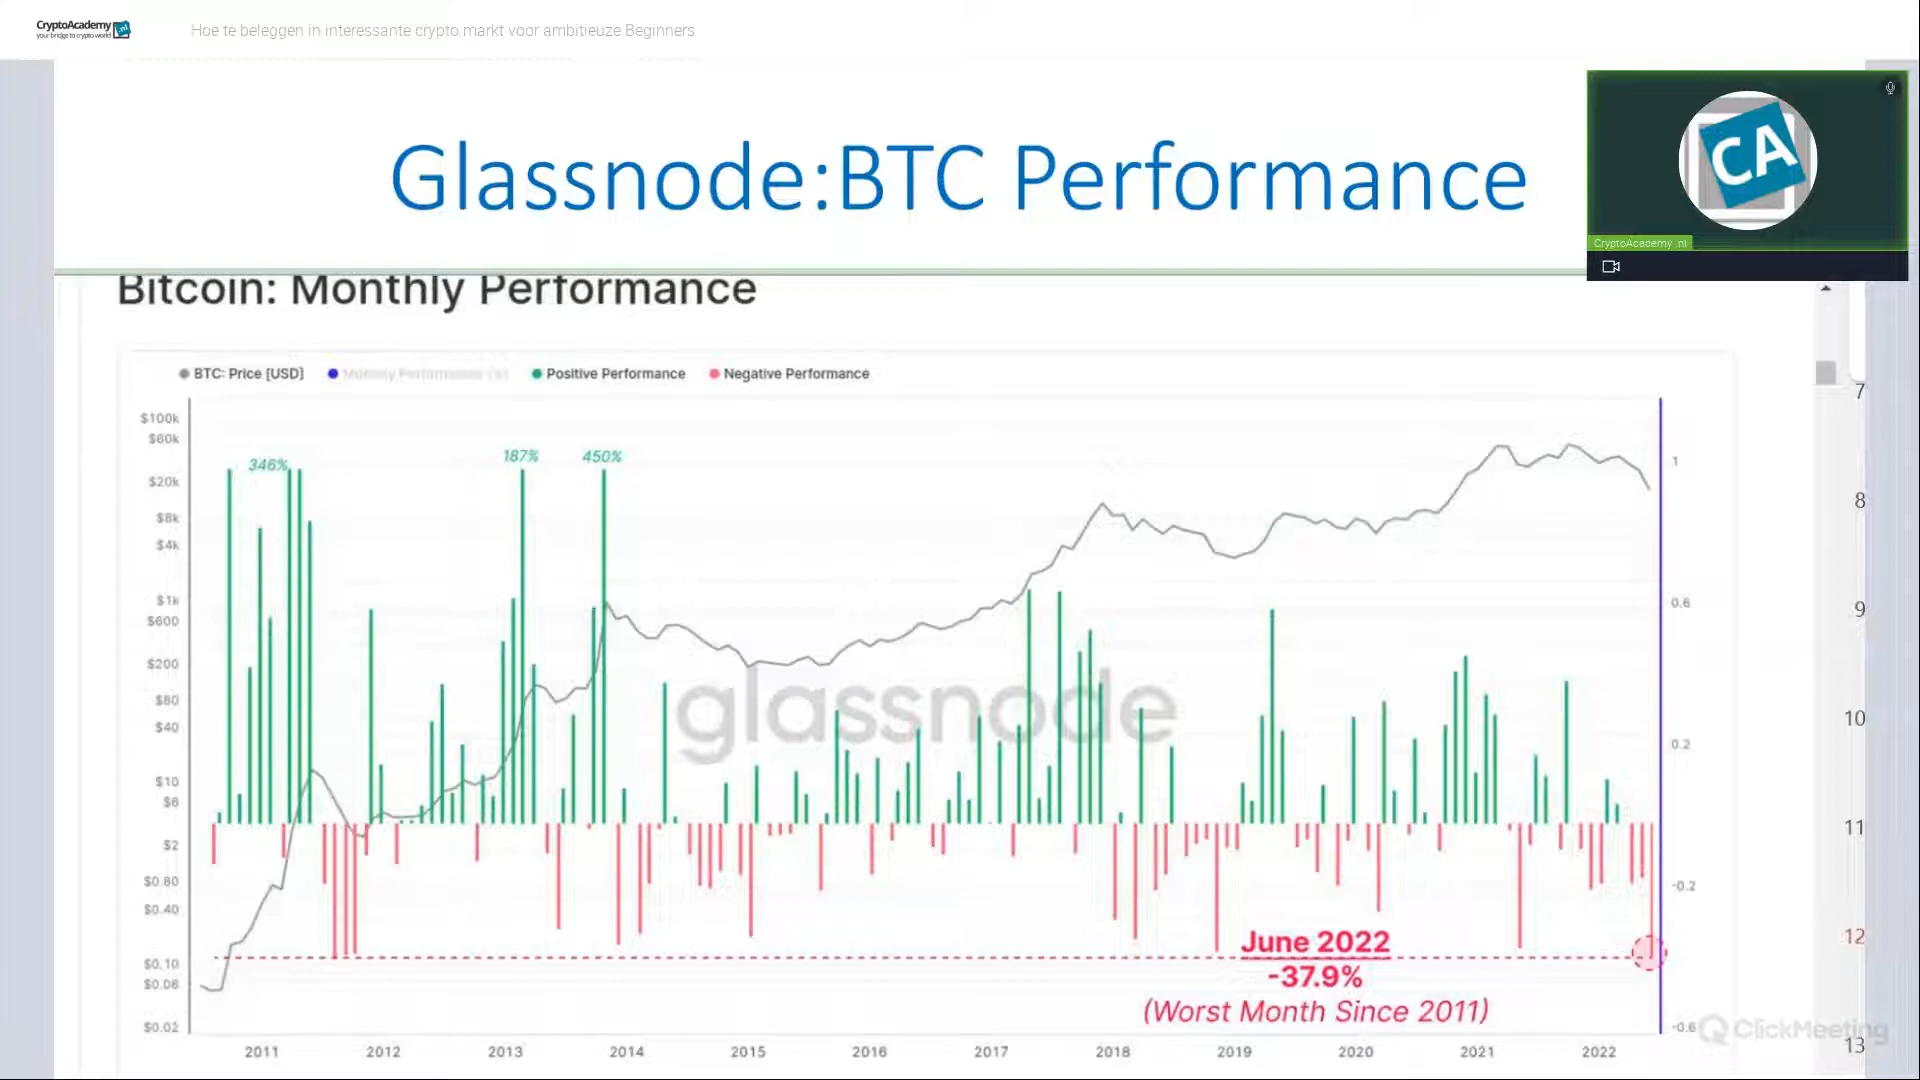 CryptoAcademy .nl
your bridge to crypto world
Hoe te beleggen in interessante crypto markt voor ambitieuze Beginners
Glassnode:BTC Performance
CA
CryptoAcademy .nl
Bitcoin: Monthly Performance
BTC: Price [USD] Monthly Performance (%) Positive Performance Negative Performance
$100k
$60k
$20k
$8k
$4k
$1k
$600
$200
$80
$40
$10
$6
$2
$0.80
$0.40
$0.10
$0.06
$0.02
346%
187%
450%
1
0.6
0.2
-0.2
-0.6
glassnode
June 2022
-37.9%
(Worst Month Since 2011)
2011 2012 2013 2014 2015 2016 2017 2018 2019 2020 2021 2022
7
8
9
10
11
12
13
ClickMeeting